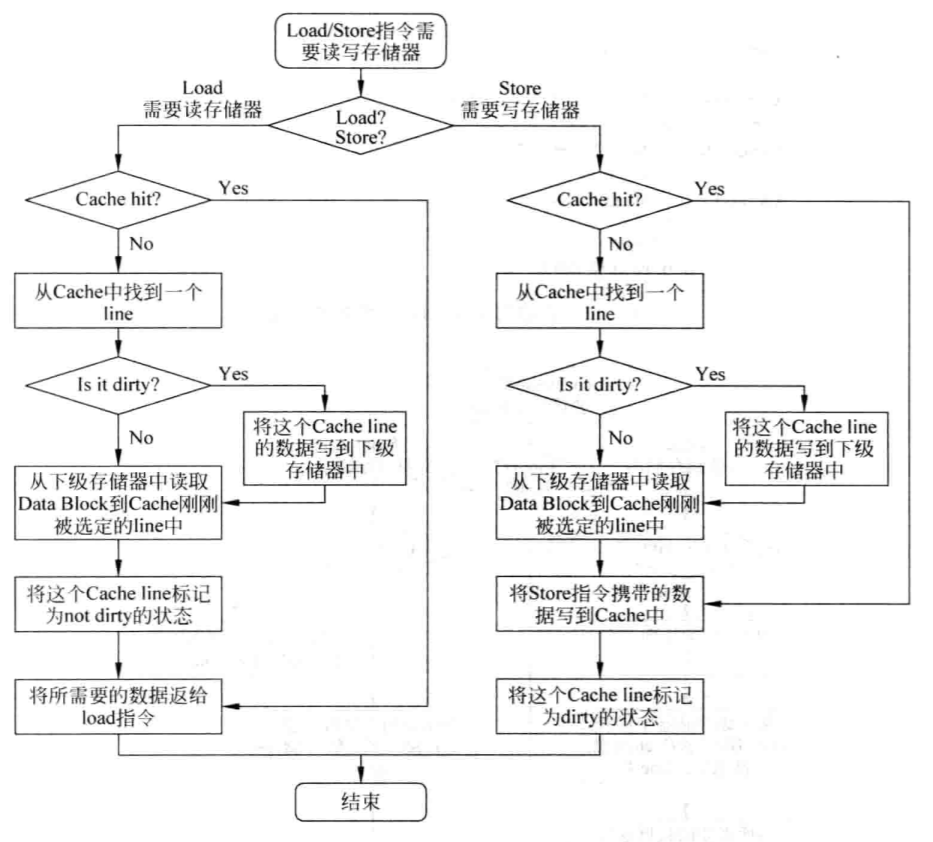 Load/Store指令需
要读写存储器
Load
需要读存储器
Load?
Store?
Store
需要写存储器
Cache hit?
Yes
No
从Cache中找到一个
line
Is it dirty?
Yes
No
将这个Cache line
的数据写到下级
存储器中
从下级存储器中读取
Data Block到Cache刚刚
被选定的line中
将这个Cache line标记
为not dirty的状态
将所需要的数据返给
load指令
Cache hit?
Yes
No
从Cache中找到一个
line
Is it dirty?
Yes
No
将这个Cache line
的数据写到下级
存储器中
从下级存储器中读取
Data Block到Cache刚刚
被选定的line中
将Store指令携带的数
据写到Cache中
将这个Cache line标记
为dirty的状态
结束